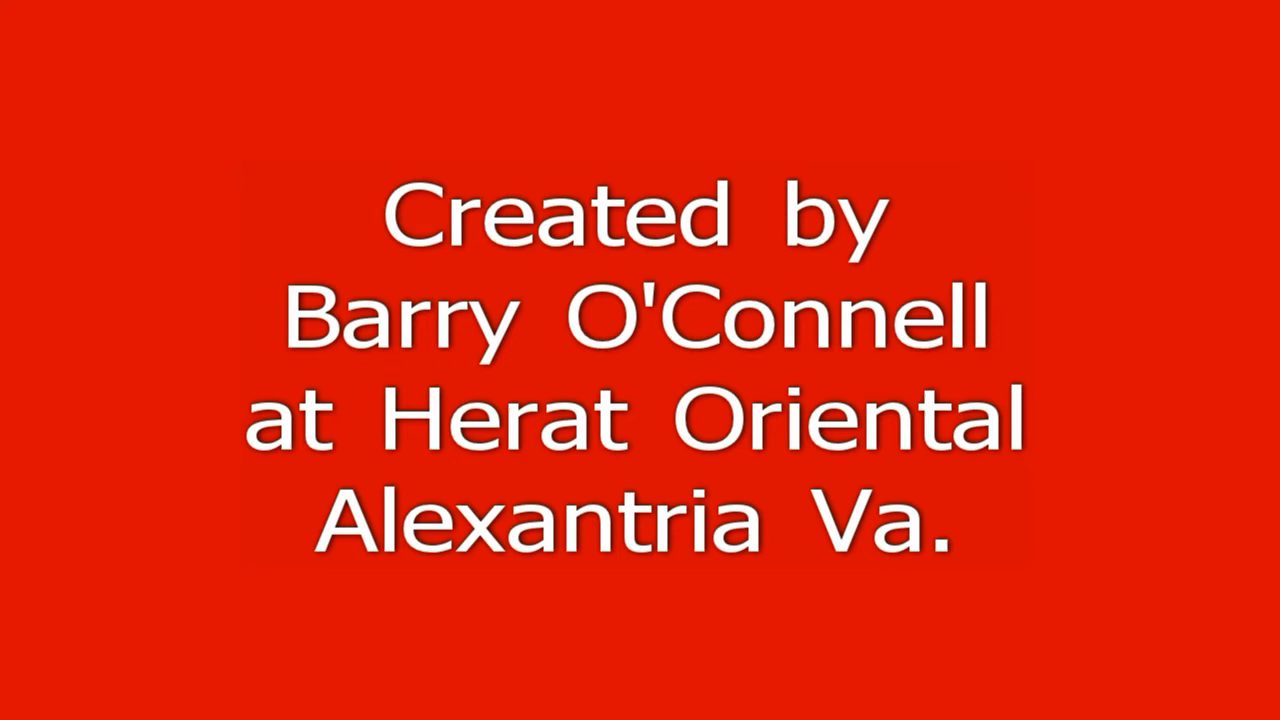 Created by
Barry O'Connell
at Herat Oriental
Alexantria Va.